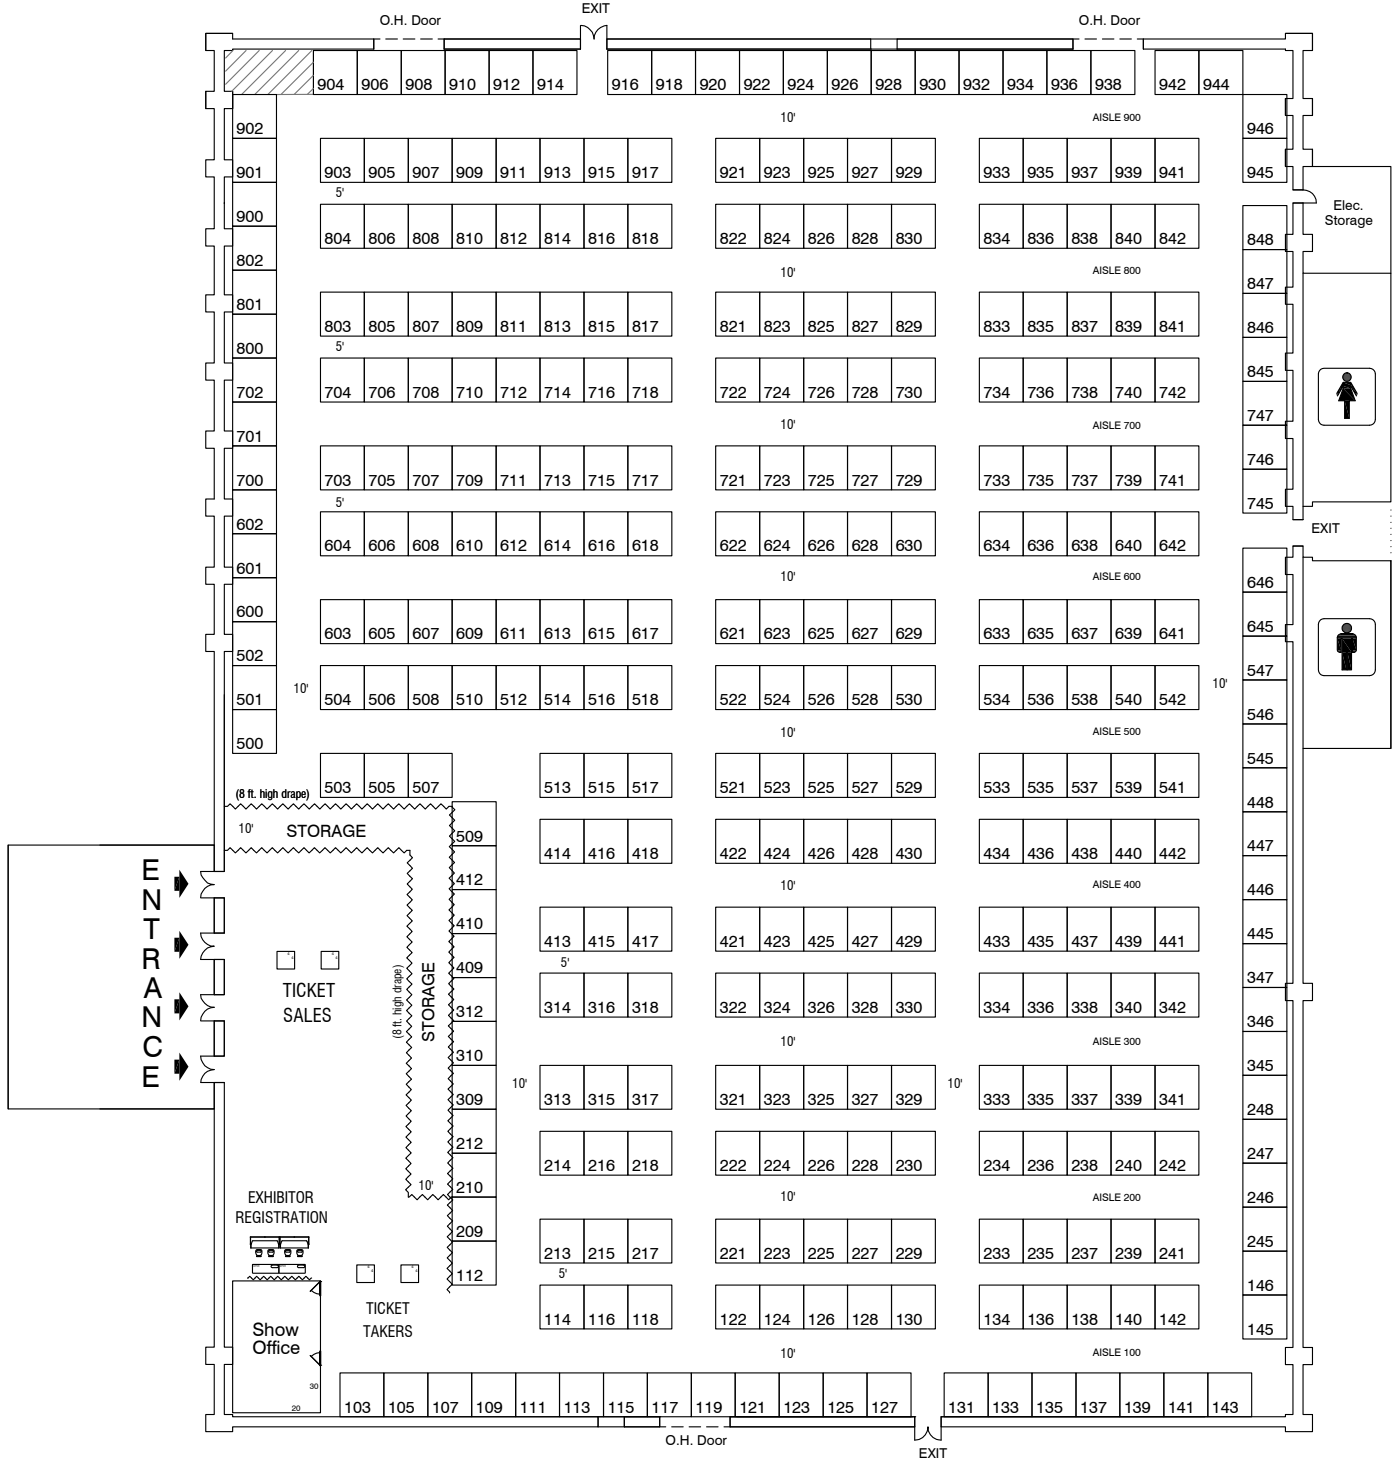 EXIT
O.H. Door O.H. Door
904 906 908 910 912 914 916 918 920 922 924 926 928 930 932 934 936 938 942 944
10' AISLE 900
902 946
901 903 905 907 909 911 913 915 917 921 923 925 927 929 933 935 937 939 941 945
5'
900
Elec.
Storage
804 806 808 810 812 814 816 818 822 824 826 828 830 834 836 838 840 842 848
802
10' AISLE 800
847
801
803 805 807 809 811 813 815 817 821 823 825 827 829 833 835 837 839 841 846
5'
800
845
702 704 706 708 710 712 714 716 718 722 724 726 728 730 734 736 738 740 742
747
10' AISLE 700
701
746
700 703 705 707 709 711 713 715 717 721 723 725 727 729 733 735 737 739 741
5'
745
602
EXIT
604 606 608 610 612 614 616 618 622 624 626 628 630 634 636 638 640 642
601
10' AISLE 600
646
600
603 605 607 609 611 613 615 617 621 623 625 627 629 633 635 637 639 641 645
502
547
10' 10'
501 504 506 508 510 512 514 516 518 522 524 526 528 530 534 536 538 540 542
546
10' AISLE 500
500
545
503 505 507 513 515 517 521 523 525 527 529 533 535 537 539 541
(8 ft. high drape)
448
10' STORAGE
509
447
414 416 418 422 424 426 428 430 434 436 438 440 442
ENTRANCE
412
10' AISLE 400
446
410
445
413 415 417 421 423 425 427 429 433 435 437 439 441
5'
409
347
TICKET
SALES
(8 ft. high drape)
STORAGE
312 314 316 318 322 324 326 328 330 334 336 338 340 342
346
10' AISLE 300
310
345
10' 10'
309 313 315 317 321 323 325 327 329 333 335 337 339 341
248
212
247
214 216 218 222 224 226 228 230 234 236 238 240 242
10'
210
10' AISLE 200
246
EXHIBITOR
REGISTRATION
209
245
213 215 217 221 223 225 227 229 233 235 237 239 241
5'
112
146
TICKET
TAKERS
114 116 118 122 124 126 128 130 134 136 138 140 142
145
Show
Office
10' AISLE 100
30
20
103 105 107 109 111 113 115 117 119 121 123 125 127 131 133 135 137 139 141 143
O.H. Door
EXIT